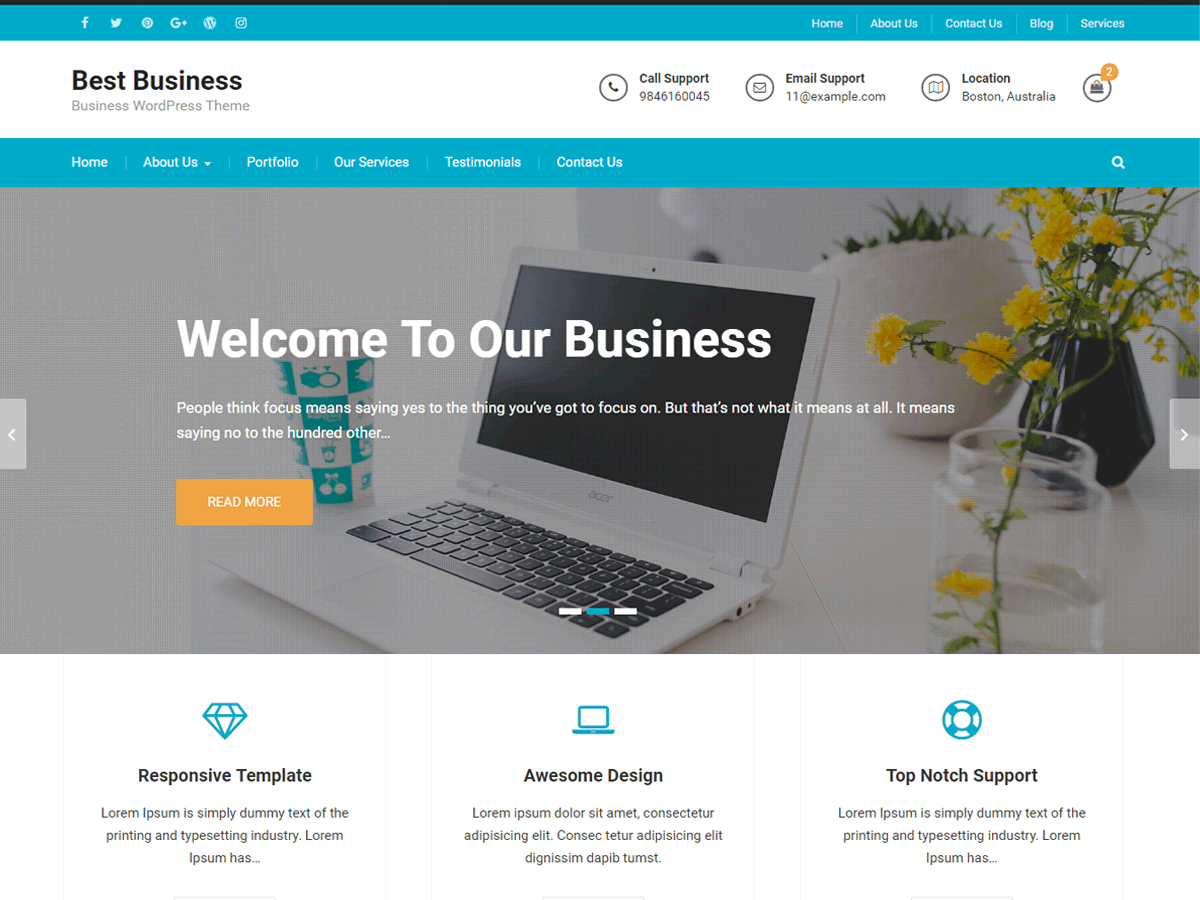 Home About Us Contact Us Blog Services
Best Business
Business WordPress Theme
Call Support
9846160045
Email Support
11@example.com
Location
Boston, Australia
2
Home About Us Portfolio Our Services Testimonials Contact Us
Welcome To Our Business
People think focus means saying yes to the thing you’ve got to focus on. But that’s not what it means at all. It means
saying no to the hundred other…
READ MORE
acer
Responsive Template
Lorem Ipsum is simply dummy text of the
printing and typesetting industry. Lorem
Ipsum has…
Awesome Design
Lorem ipsum dolor sit amet, consectetur
adipisicing elit. Consec tetur adipisicing elit
dignissim dapib tumst.
Top Notch Support
Lorem Ipsum is simply dummy text of the
printing and typesetting industry. Lorem
Ipsum has…